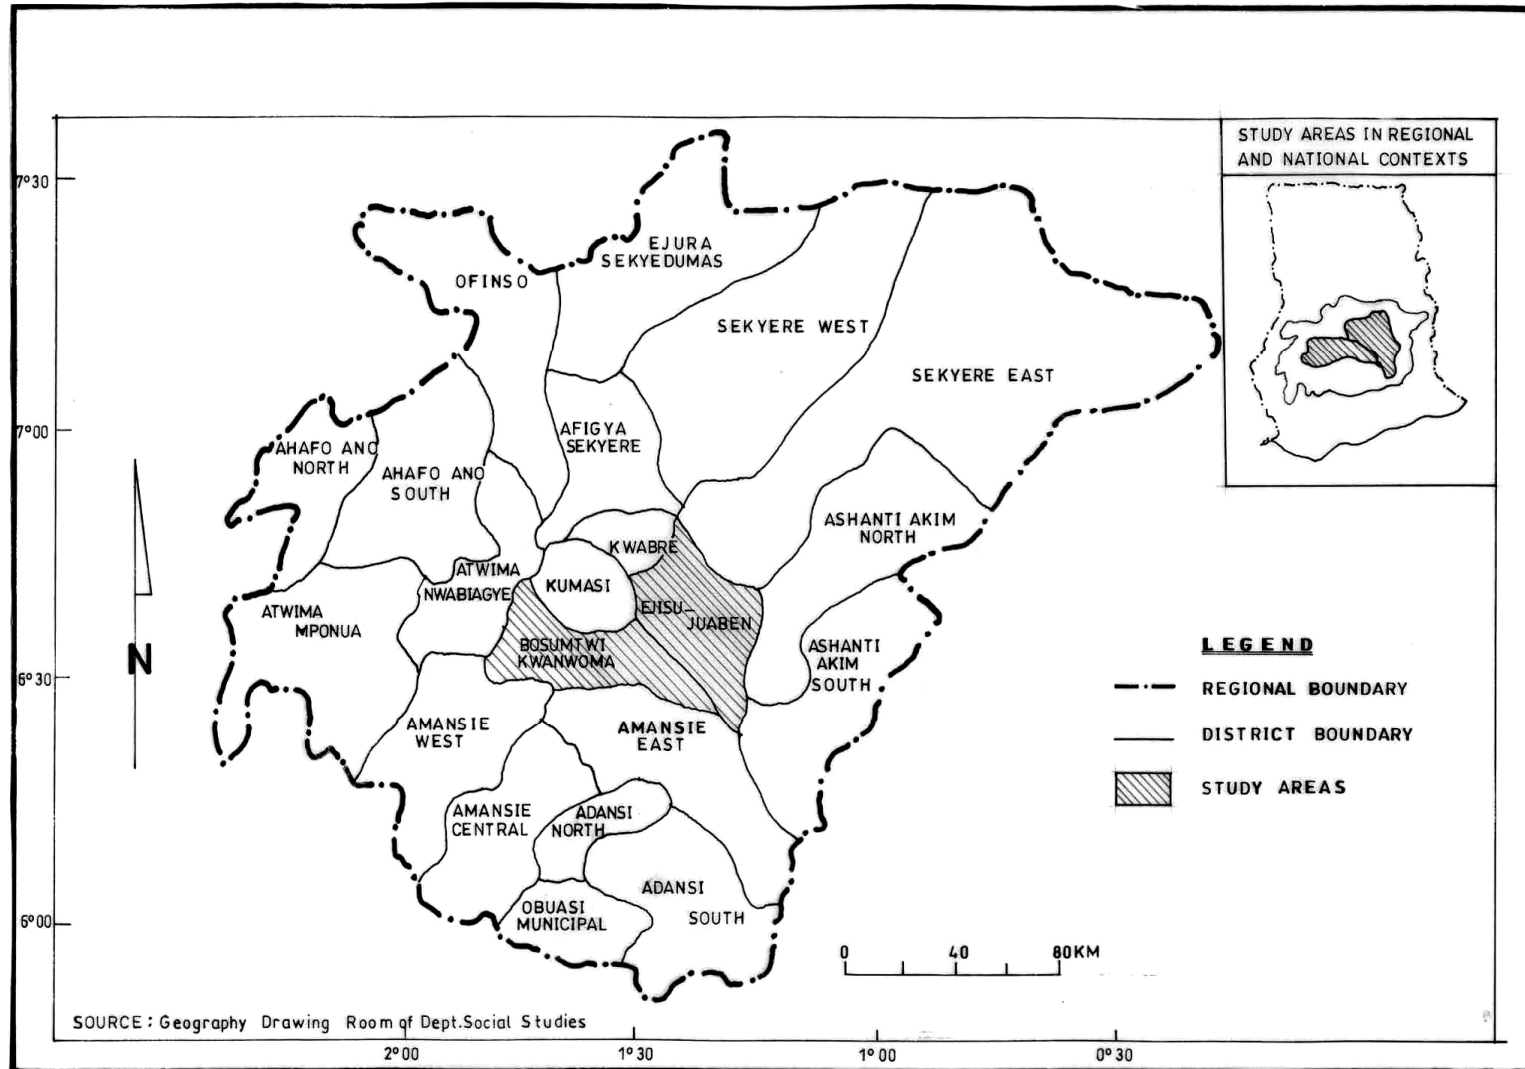 STUDY AREAS IN REGIONAL
AND NATIONAL CONTEXTS
7°30
7°00
6°30
6°00
EJURA
SEKYEDUMAS
OFINSO
SEKYERE WEST
SEKYERE EAST
AFIGYA
SEKYERE
AHAFO ANO
NORTH
AHAFO ANO
SOUTH
ASHANTI AKIM
NORTH
KWABRE
ATWIMA
NWABIAGYE
KUMASI
ATWIMA
MPONUA
EJISU-
JUABEN
BOSUMTWI
KWANWOMA
ASHANTI
AKIM
SOUTH
N
AMANSIE
WEST
AMANSIE
EAST
AMANSIE
CENTRAL
ADANSI
NORTH
ADANSI
SOUTH
OBUASI
MUNICIPAL
LEGEND
REGIONAL BOUNDARY
DISTRICT BOUNDARY
STUDY AREAS
0 40 80KM
SOURCE: Geography Drawing Room of Dept.Social Studies
2°00 1°30 1°00 0°30